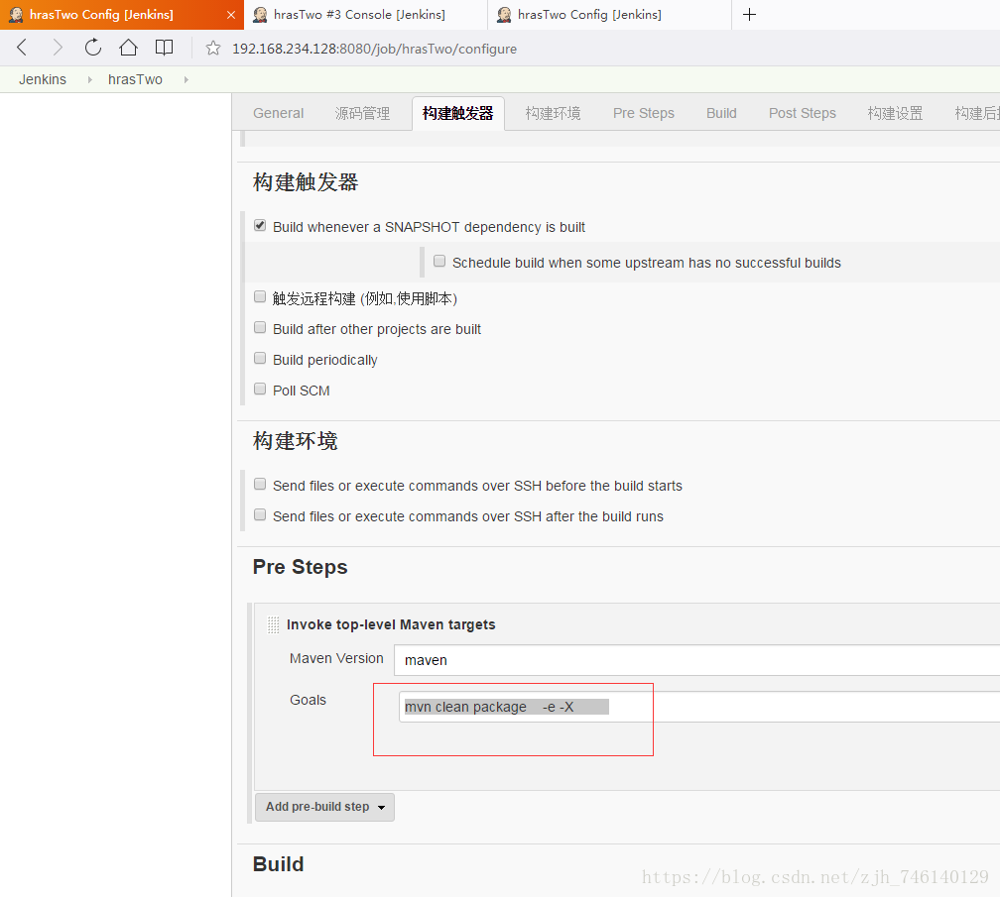 hrasTwo Config [Jenkins] × hrasTwo #3 Console [Jenkins] hrasTwo Config [Jenkins]
192.168.234.128:8080/job/hrasTwo/configure
Jenkins hrasTwo
General 源码管理 构建触发器 构建环境 Pre Steps Build Post Steps 构建设置 构建后
构建触发器
Build whenever a SNAPSHOT dependency is built
Schedule build when some upstream has no successful builds
触发远程构建 (例如,使用脚本)
Build after other projects are built
Build periodically
Poll SCM
构建环境
Send files or execute commands over SSH before the build starts
Send files or execute commands over SSH after the build runs
Pre Steps
Invoke top-level Maven targets
Maven Version maven
Goals mvn clean package -e -X
Add pre-build step
Build
https://blog.csdn.net/zjh_746140129